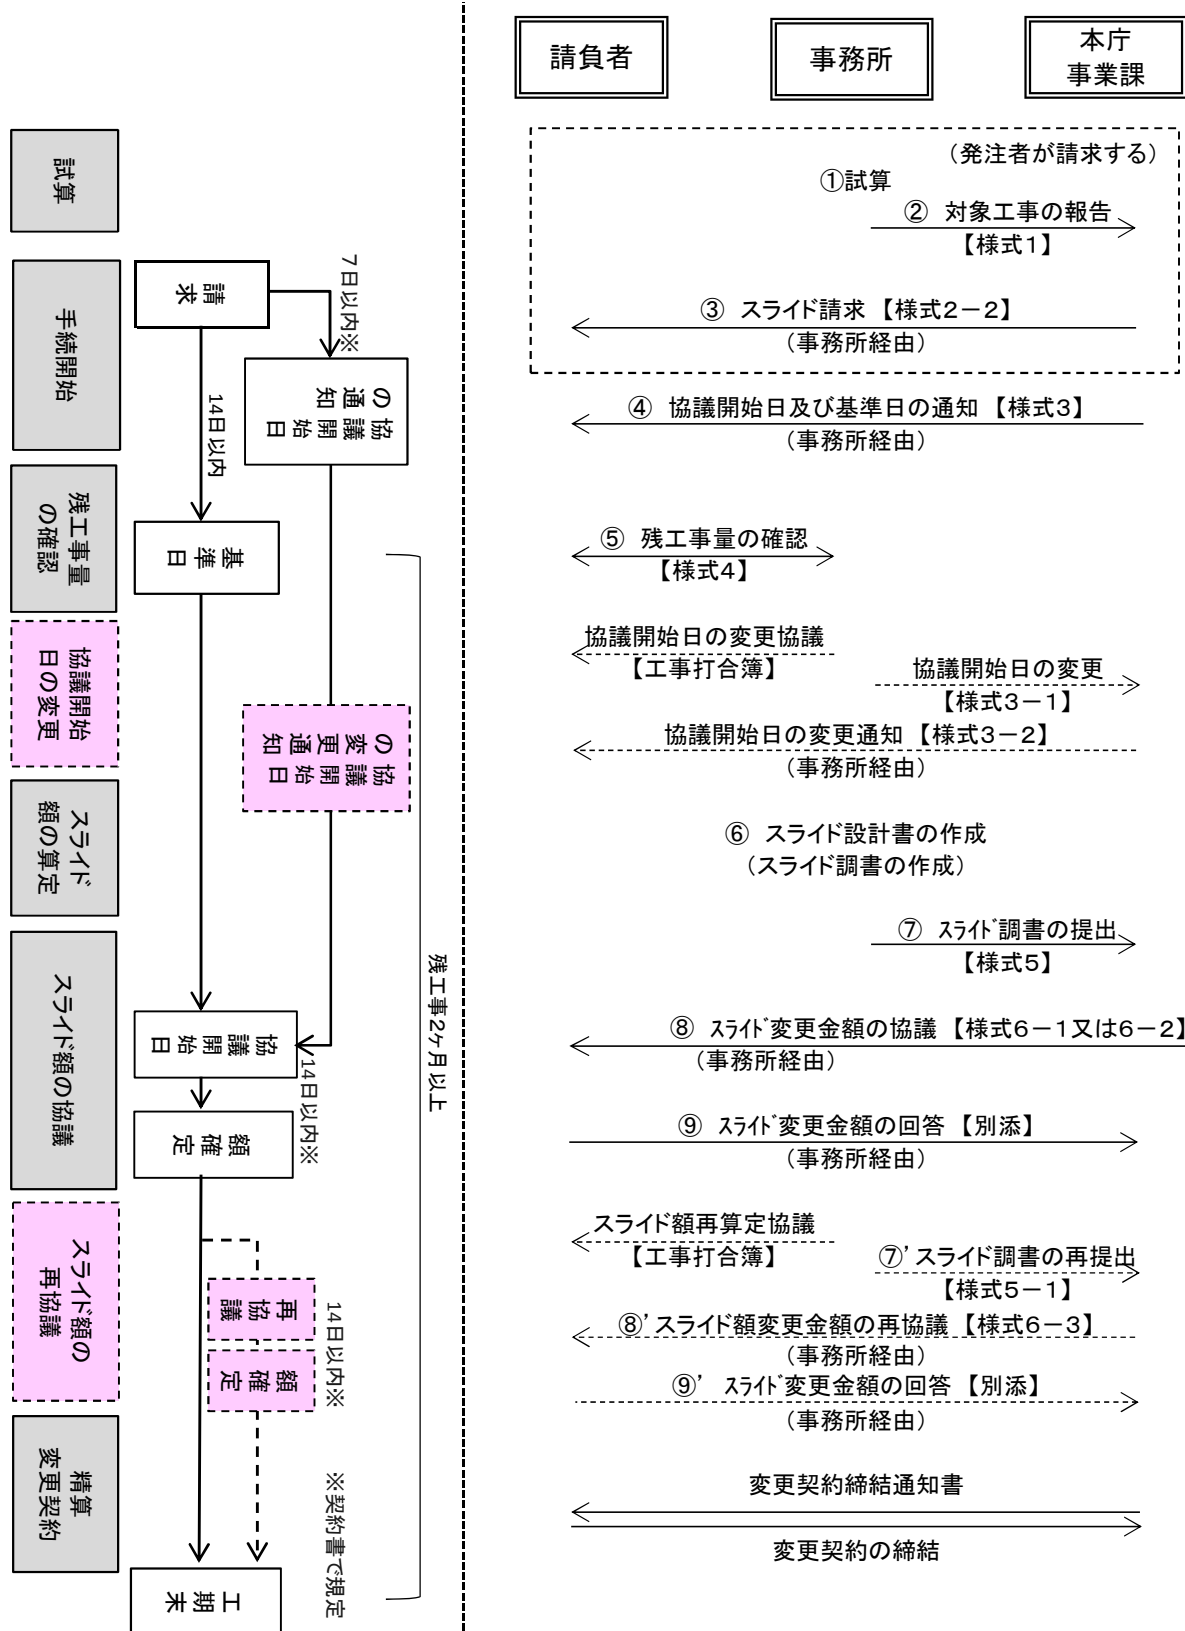 請負者
事務所
本庁
事業課
試算
手続開始
残工事量
の確認
協議開始
日の変更
スライド
額の算定
スライド額の協議
スライド額の
再協議
精算
変更契約
請求
7日以内※
協議開始日
の通知
14日以内
基準日
協議開始日
の変更通知
残工事2ヶ月以上
協議開始日
14日以内※
額確定
再協議
額確定
14日以内※
※契約書で規定
工期末
(発注者が請求する)
①試算
② 対象工事の報告
【様式1】
③ スライド請求 【様式2-2】
(事務所経由)
④ 協議開始日及び基準日の通知 【様式3】
(事務所経由)
⑤ 残工事量の確認
【様式4】
協議開始日の変更協議
【工事打合簿】
協議開始日の変更
【様式3-1】
協議開始日の変更通知 【様式3-2】
(事務所経由)
⑥ スライド設計書の作成
(スライド調書の作成)
⑦ スライド調書の提出
【様式5】
⑧ スライド変更金額の協議 【様式6-1又は6-2】
(事務所経由)
⑨ スライド変更金額の回答 【別添】
(事務所経由)
スライド額再算定協議
【工事打合簿】
⑦’スライド調書の再提出
【様式5-1】
⑧’スライド額変更金額の再協議 【様式6-3】
(事務所経由)
⑨’ スライド変更金額の回答 【別添】
(事務所経由)
変更契約締結通知書
変更契約の締結